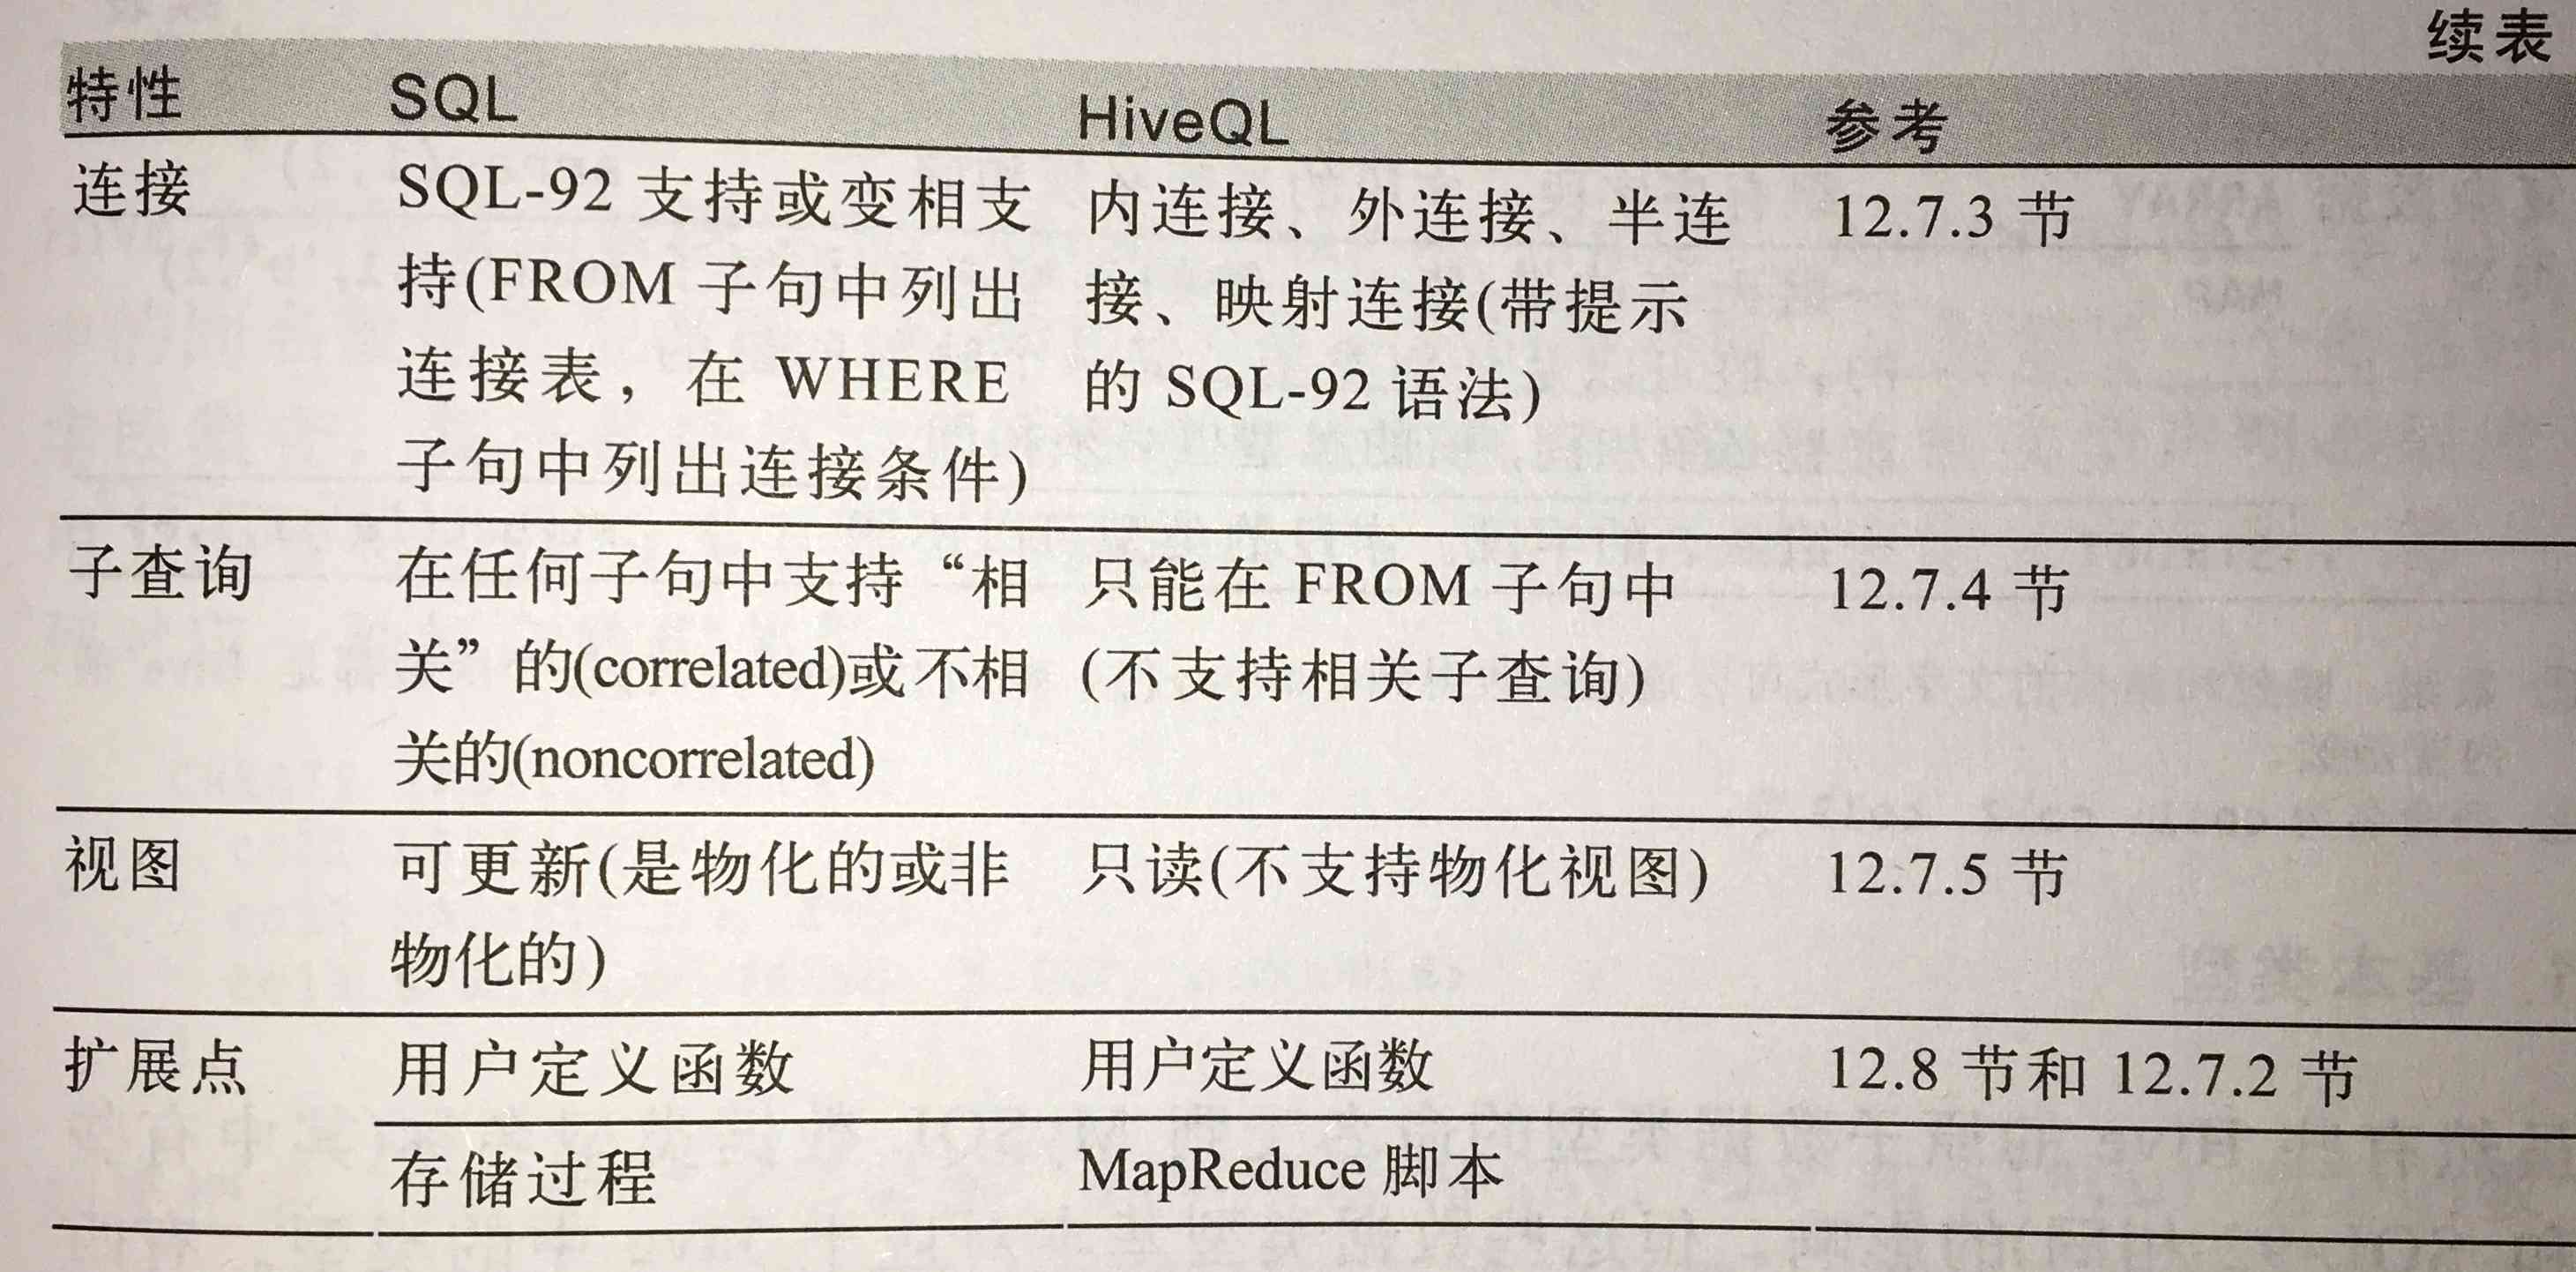 续表
特性 SQL HiveQL 参考
连接 SQL-92 支持或变相支 内连接、外连接、半连 12.7.3 节
持(FROM 子句中列出 接、映射连接(带提示
连接表，在 WHERE 的 SQL-92 语法)
子句中列出连接条件)
子查询 在任何子句中支持“相 只能在 FROM 子句中 12.7.4 节
关”的(correlated)或不相 (不支持相关子查询)
关的(noncorrelated)
视图 可更新(是物化的或非 只读(不支持物化视图) 12.7.5 节
物化的)
扩展点 用户定义函数 用户定义函数 12.8 节和 12.7.2 节
存储过程 MapReduce 脚本